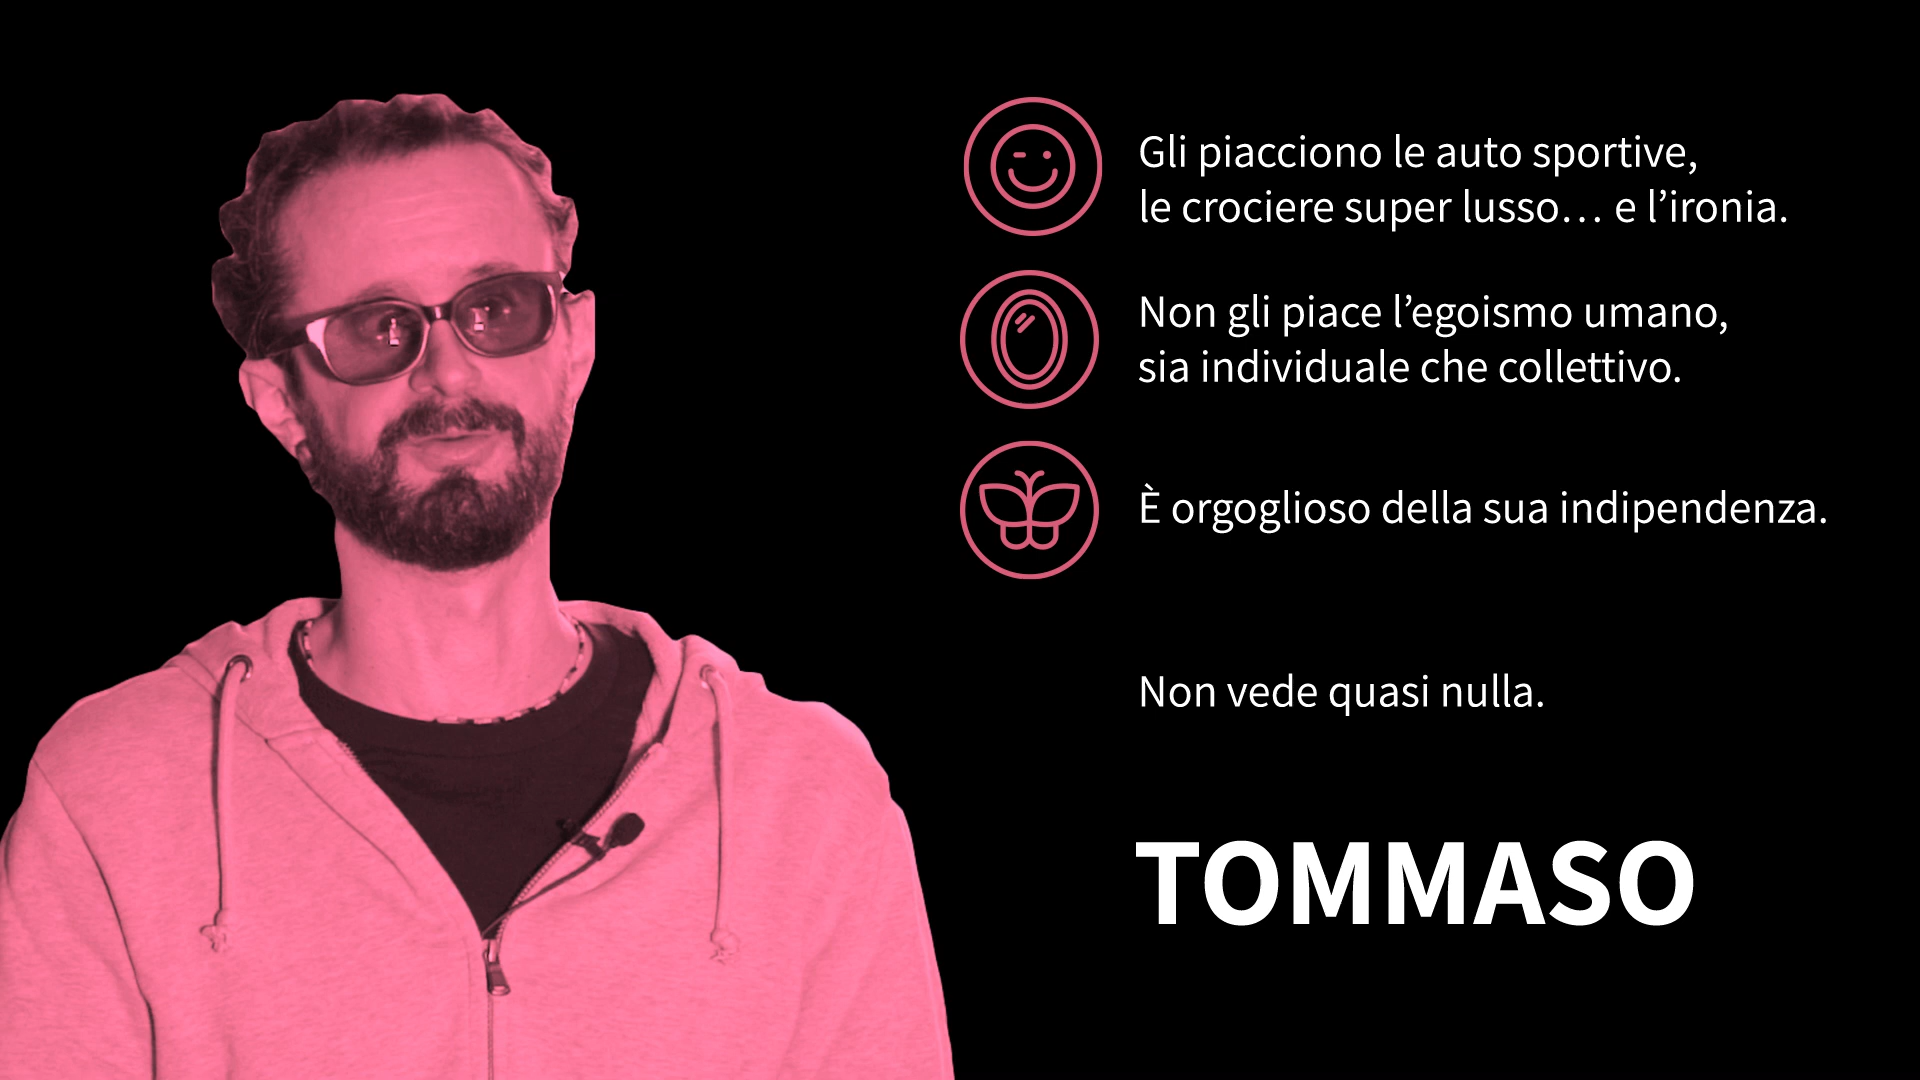 Gli piacciono le auto sportive,
le crociere super lusso… e l’ironia.
Non gli piace l’egoismo umano,
sia individuale che collettivo.
È orgoglioso della sua indipendenza.
Non vede quasi nulla.
TOMMASO